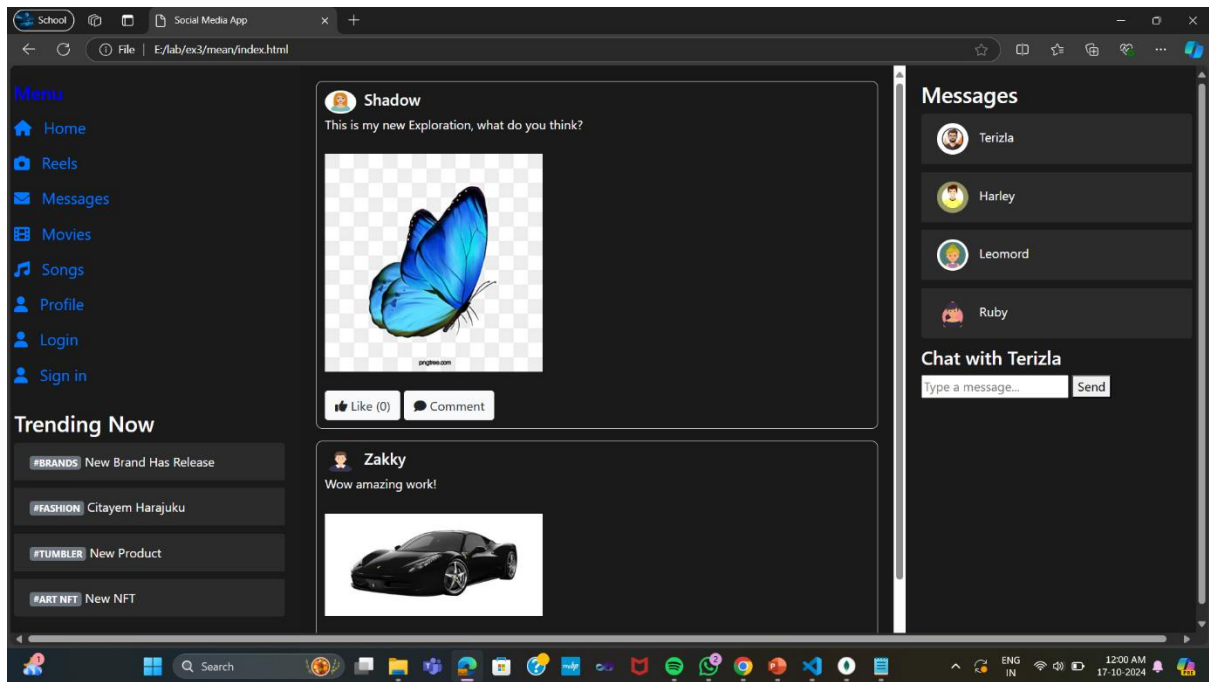 School
Social Media App
File
E:/lab/ex3/mean/index.html
Menu
Home
Reels
Messages
Movies
Songs
Profile
Login
Sign in
Trending Now
#BRANDS New Brand Has Release
#FASHION Citayem Harajuku
#TUMBLER New Product
#ART NFT New NFT
Shadow
This is my new Exploration, what do you think?
pngtree.com
Like (0)
Comment
Zakky
Wow amazing work!
Messages
Terizla
Harley
Leomord
Ruby
Chat with Terizla
Type a message...
Send
1
Search
2
ENG
IN
12:00 AM
17-10-2024